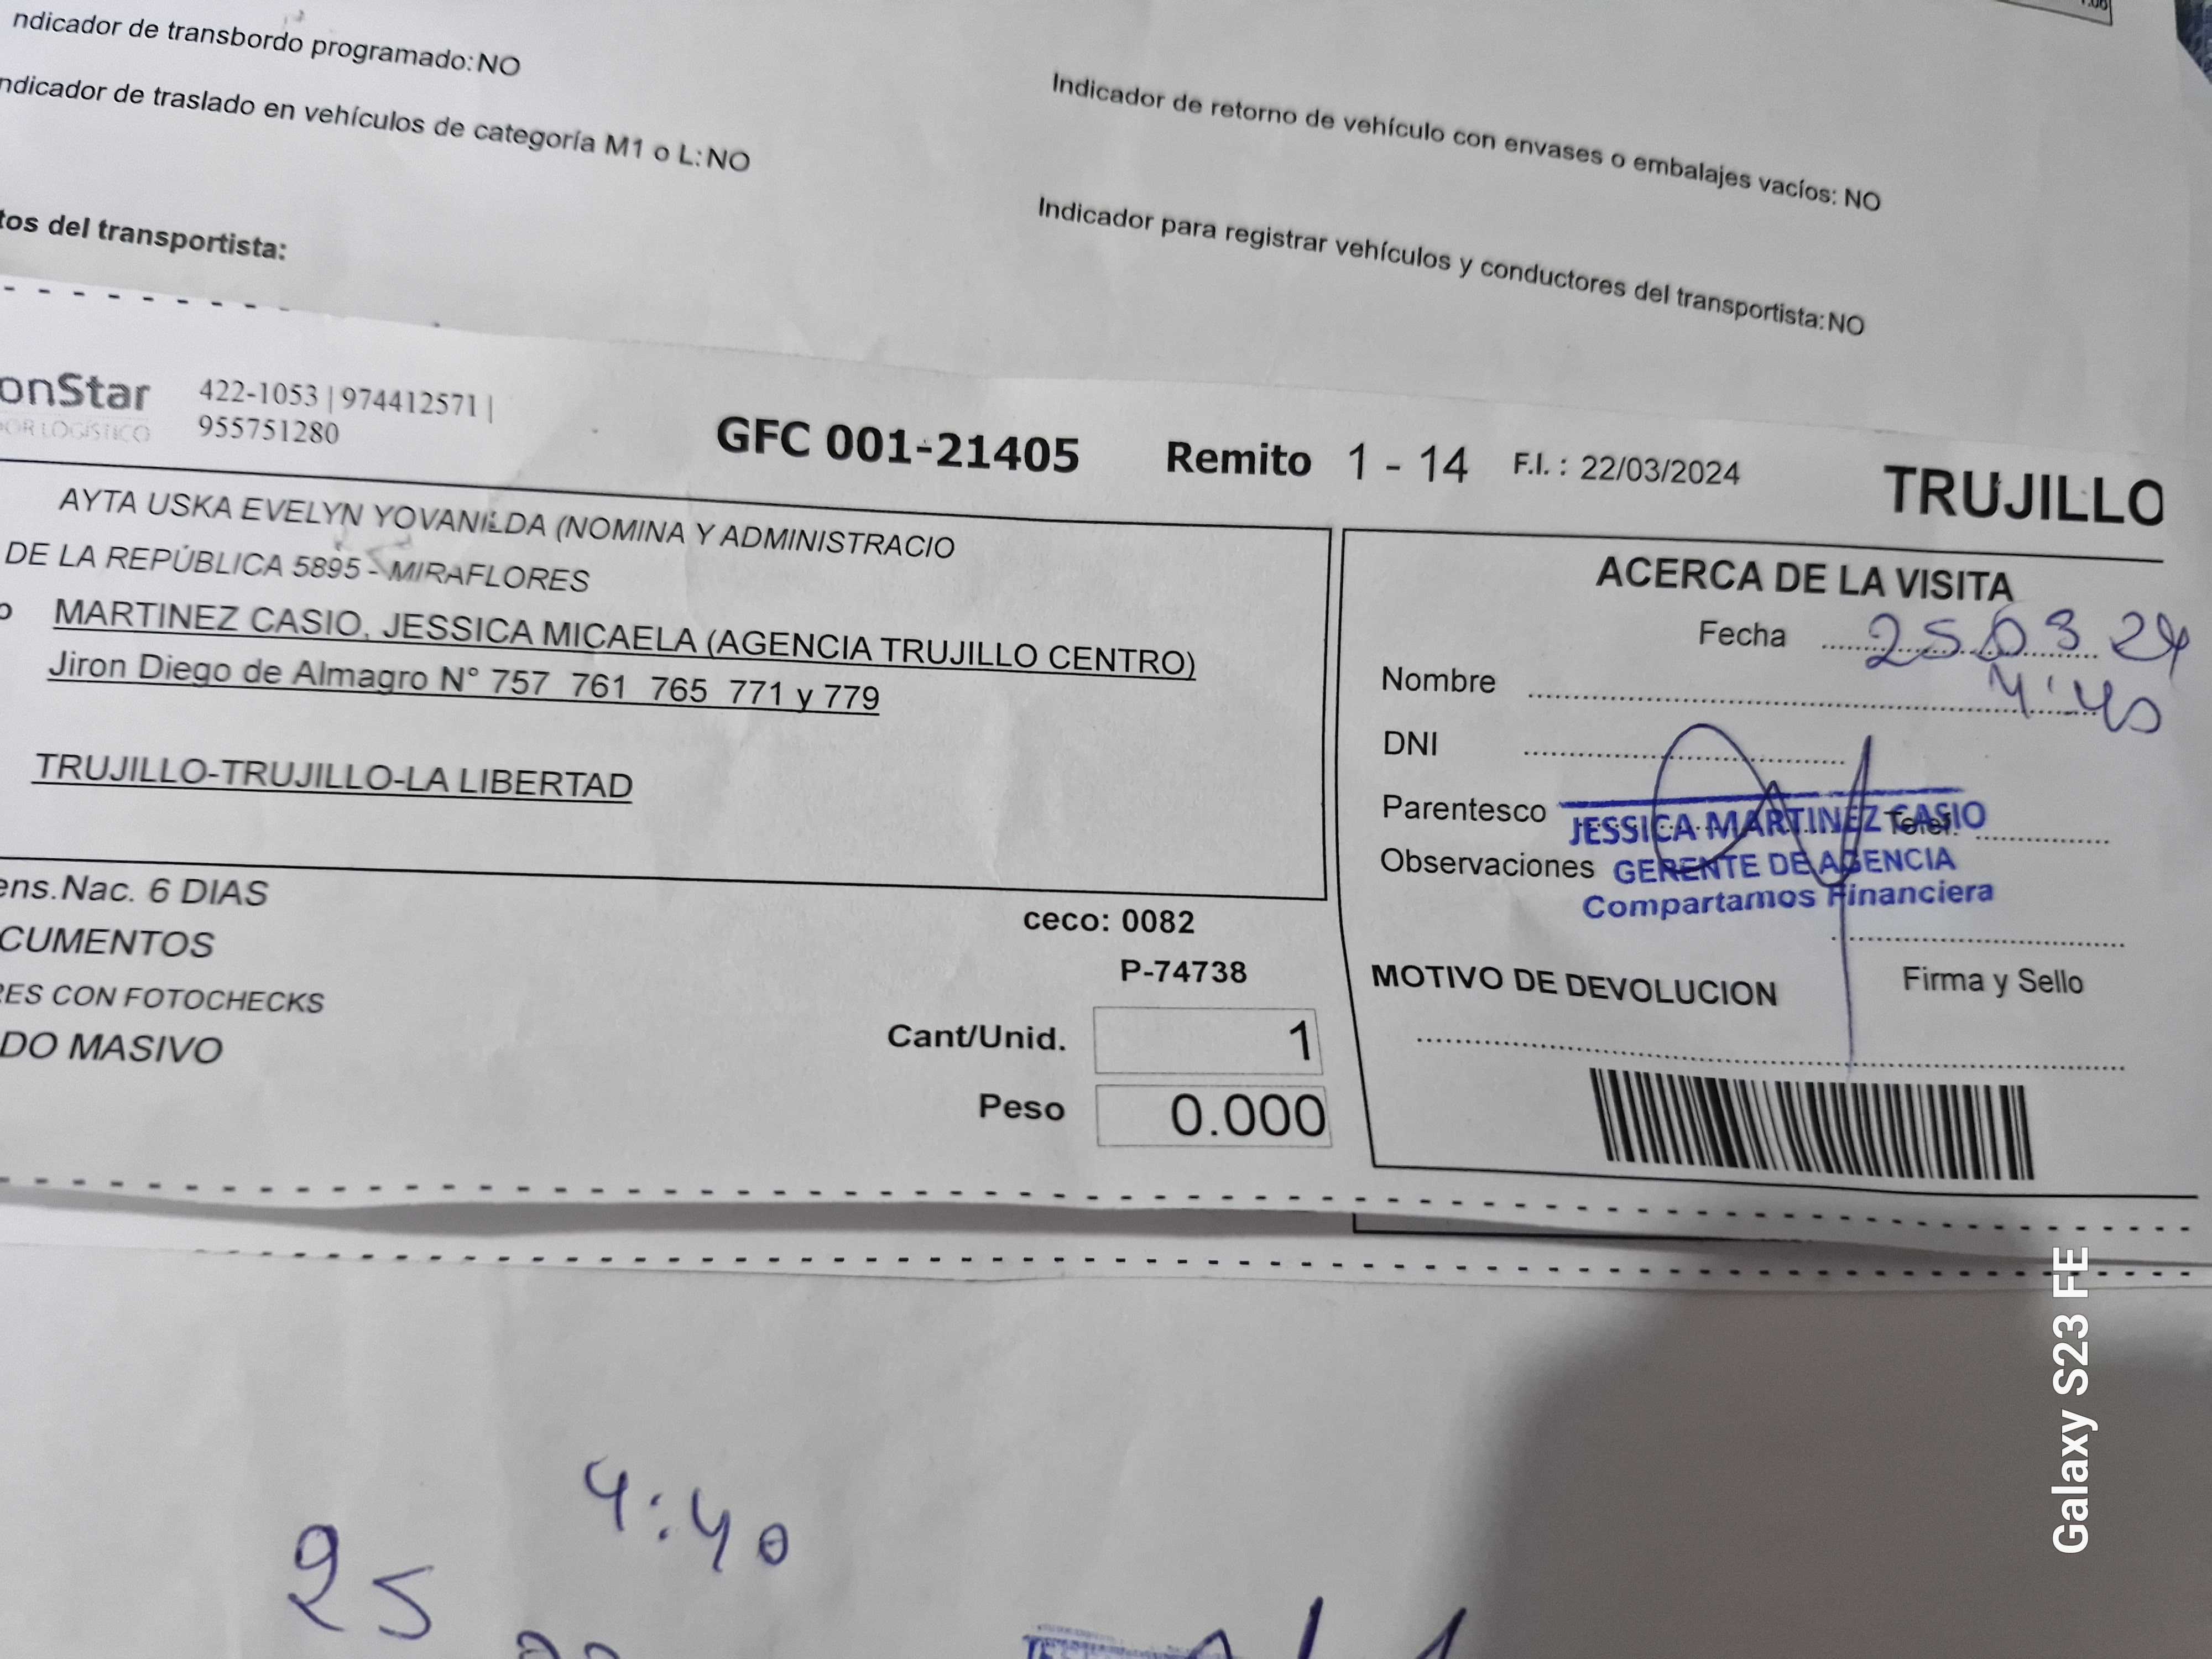 ndicador de transbordo programado: NO
ndicador de traslado en vehículos de categoría M1 o L: NO
Indicador de retorno de vehículo con envases o embalajes vacíos: NO
Indicador para registrar vehículos y conductores del transportista: NO
tos del transportista:
onStar
OR LOGÍSTICO
422-1053 | 974412571 |
955751280
GFC 001-21405 Remito 1 - 14 F.I. : 22/03/2024 TRUJILLO
AYTA USKA EVELYN YOVANILDA (NOMINA Y ADMINISTRACIO
DE LA REPÚBLICA 5895 - MIRAFLORES
o MARTINEZ CASIO, JESSICA MICAELA (AGENCIA TRUJILLO CENTRO)
Jiron Diego de Almagro N° 757 761 765 771 y 779
TRUJILLO-TRUJILLO-LA LIBERTAD
ens.Nac. 6 DIAS
CUMENTOS
RES CON FOTOCHECKS
DO MASIVO
ceco: 0082
P-74738
Cant/Unid. 1
Peso 0.000
ACERCA DE LA VISITA
Fecha 25 03 24
Nombre 4:40
DNI
Parentesco Telef.
JESSICA MARTINEZ CASIO
Observaciones
GERENTE DE AGENCIA
Compartamos Financiera
MOTIVO DE DEVOLUCION Firma y Sello
4:40
25
Galaxy S23 FE